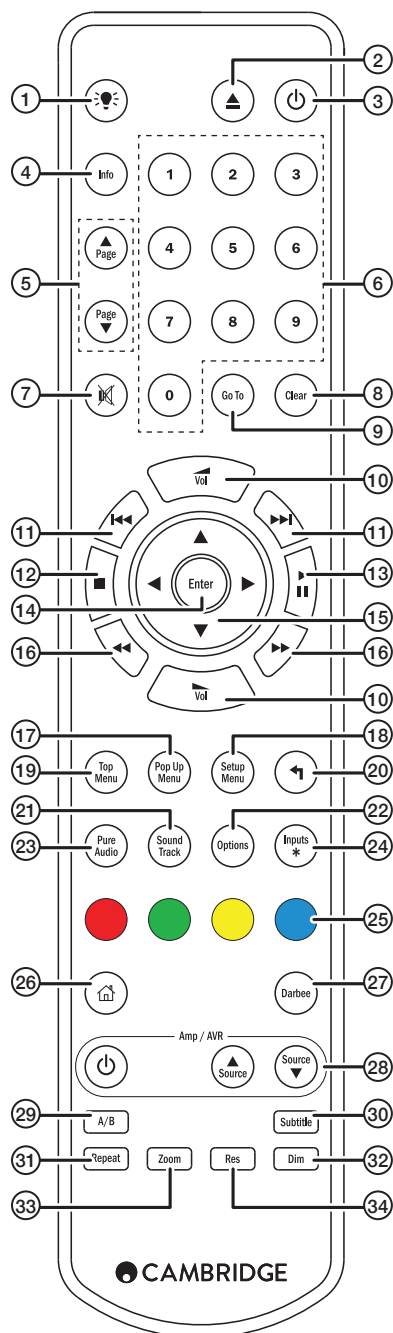 2
1
3
4
Info
1
2
3
5
Page
4
5
6
6
Page
7
8
9
7
0
Go To
Clear
8
9
Vol
10
11
11
12
13
14
Enter
15
16
16
Vol
10
17
18
19
Top Menu
Pop Up Menu
Setup Menu
20
21
22
23
Pure Audio
Sound Track
Options
Inputs *
24
25
26
Darbee
27
Amp / AVR
Source
Source
28
29
A/B
Subtitle
30
31
Repeat
Zoom
Res
Dim
32
33
34
CAMBRIDGE